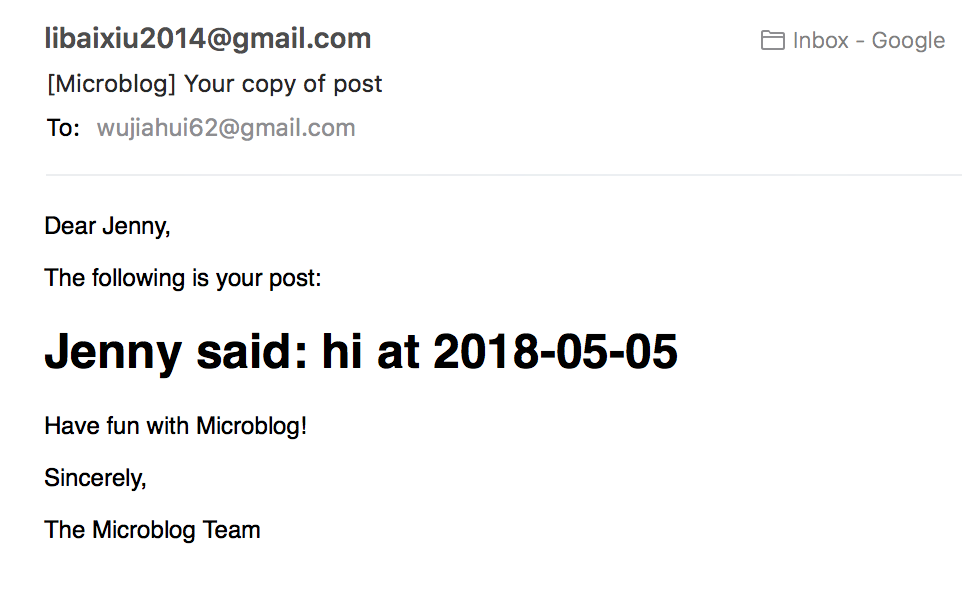 libaixiu2014@gmail.com
Inbox - Google
[Microblog] Your copy of post
To: wujiahui62@gmail.com
Dear Jenny,
The following is your post:
Jenny said: hi at 2018-05-05
Have fun with Microblog!
Sincerely,
The Microblog Team